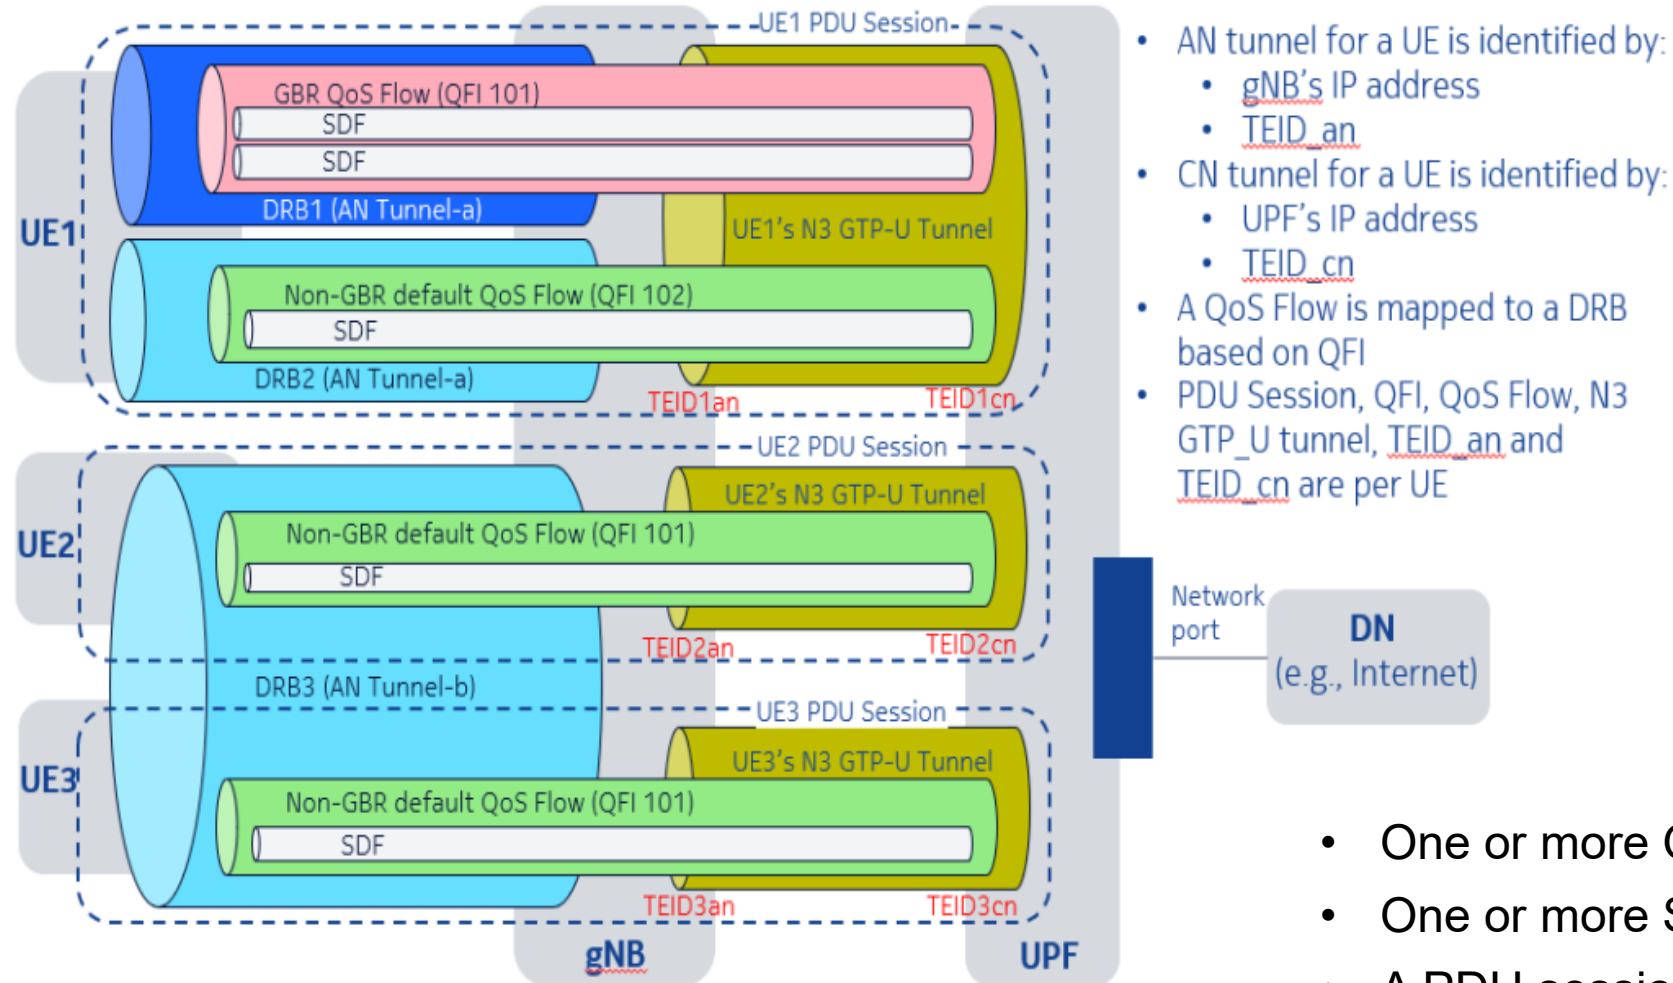 UE1 PDU Session
GBR QoS Flow (QFI 101)
SDF
SDF
DRB1 (AN Tunnel-a)
UE1
UE1's N3 GTP-U Tunnel
Non-GBR default QoS Flow (QFI 102)
SDF
DRB2 (AN Tunnel-a)
TEID1an
TEID1cn
UE2 PDU Session
UE2's N3 GTP-U Tunnel
Non-GBR default QoS Flow (QFI 101)
UE2
SDF
TEID2an
TEID2cn
DRB3 (AN Tunnel-b)
UE3 PDU Session
UE3's N3 GTP-U Tunnel
UE3
Non-GBR default QoS Flow (QFI 101)
SDF
TEID3an
TEID3cn
gNB
UPF
• AN tunnel for a UE is identified by:
• gNB's IP address
• TEID_an
• CN tunnel for a UE is identified by:
• UPF's IP address
• TEID_cn
• A QoS Flow is mapped to a DRB
based on QFI
• PDU Session, QFI, QoS Flow, N3
GTP_U tunnel, TEID_an and
TEID_cn are per UE
Network
port
DN
(e.g., Internet)
• One or more
• One or more
• A PDU session